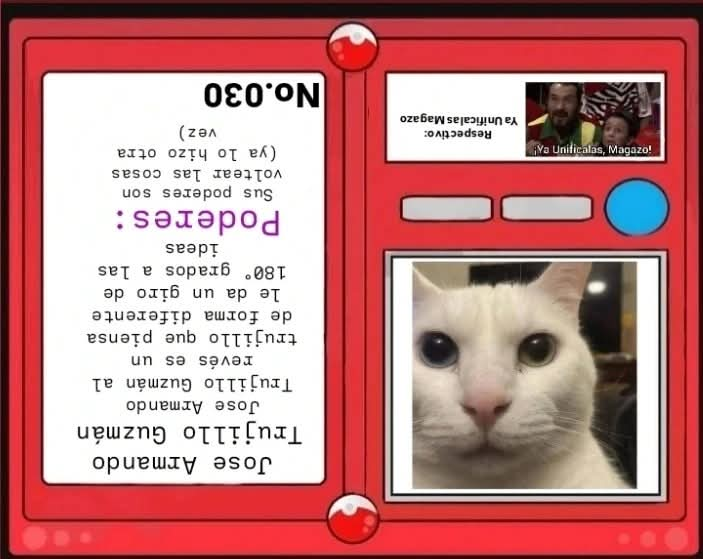 Jose Armando
Trujillo Guzmán
Jose Armando
Trujillo Guzmán al
revés es un
trujillo que piensa
de forma diferente
le da un giro de
180° grados a las
ideas
Poderes:
Sus poderes son
voltear las cosas
(ya lo hizo otra
vez)
No.030
Respectivo:
Ya Unificalas Magazo
¡Ya Unifícalas, Magazo!